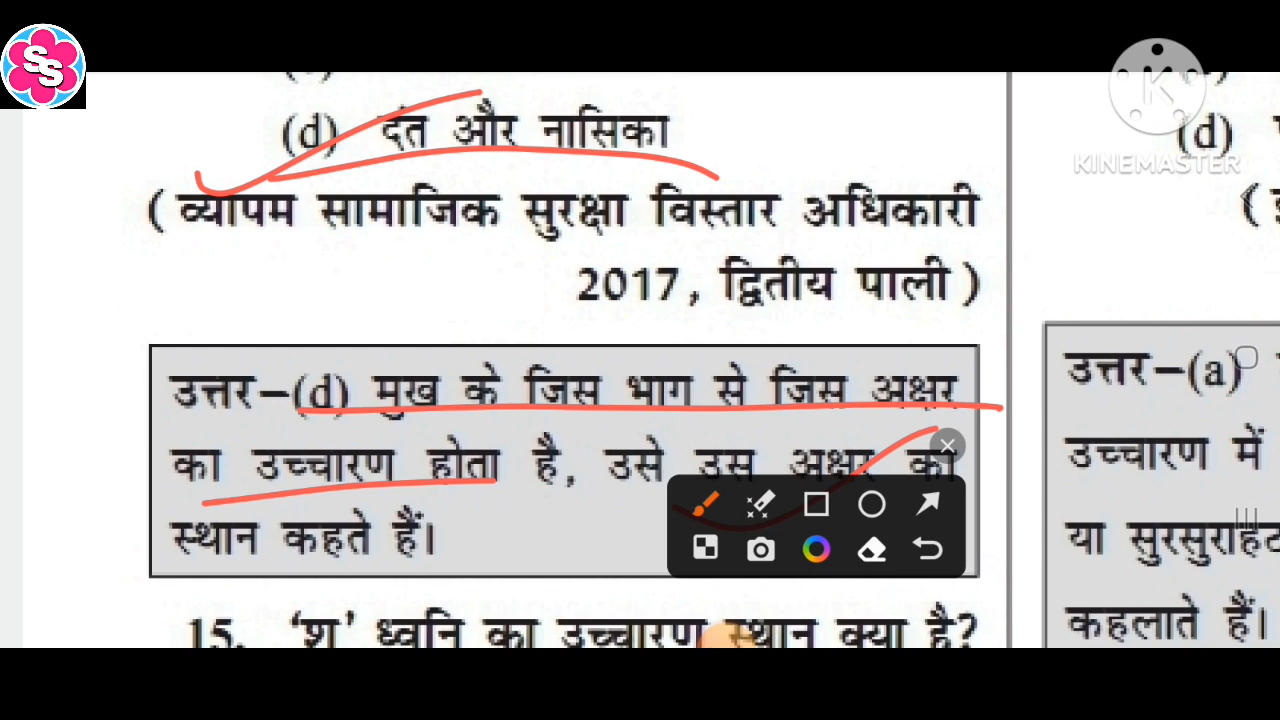 SS
KINEMASTER
(d) दंत और नासिका
(व्यापम सामाजिक सुरक्षा विस्तार अधिकारी
2017, द्वितीय पाली)
उत्तर–(d) मुख के जिस भाग से जिस अक्षर
का उच्चारण होता है, उसे उस अक्षर का
स्थान कहते हैं।
15. ‘श’ ध्वनि का उच्चारण स्थान क्या है?
(d)
उत्तर–(a)
उच्चारण में
या सुरसुराहट
कहलाते हैं।